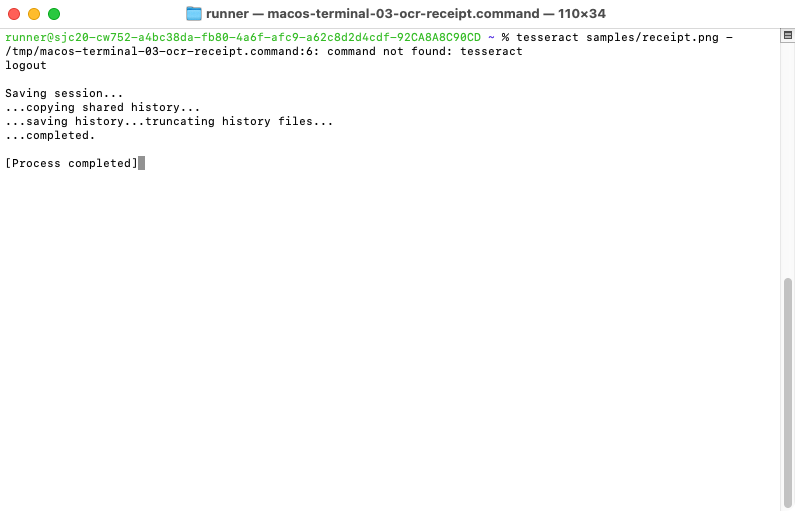 runner — macos-terminal-03-ocr-receipt.command — 110×34
runner@sjc20-cw752-a4bc38da-fb80-4a6f-afc9-a62c8d2d4cdf-92CA8A8C90CD ~ % tesseract samples/receipt.png -
/tmp/macos-terminal-03-ocr-receipt.command:6: command not found: tesseract
logout
Saving session...
...copying shared history...
...saving history...truncating history files...
...completed.
[Process completed]